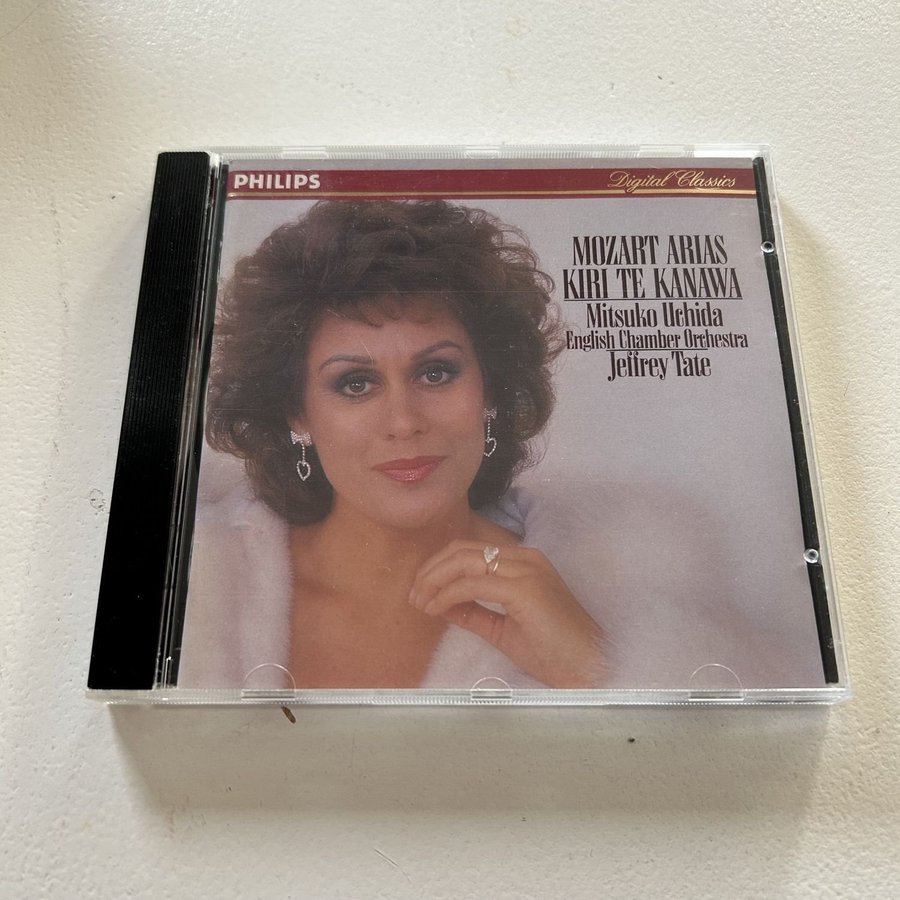 PHILIPS
Digital Classics
MOZART ARIAS
KIRI TE KANAWA
Mitsuko Uchida
English Chamber Orchestra
Jeffrey Tate